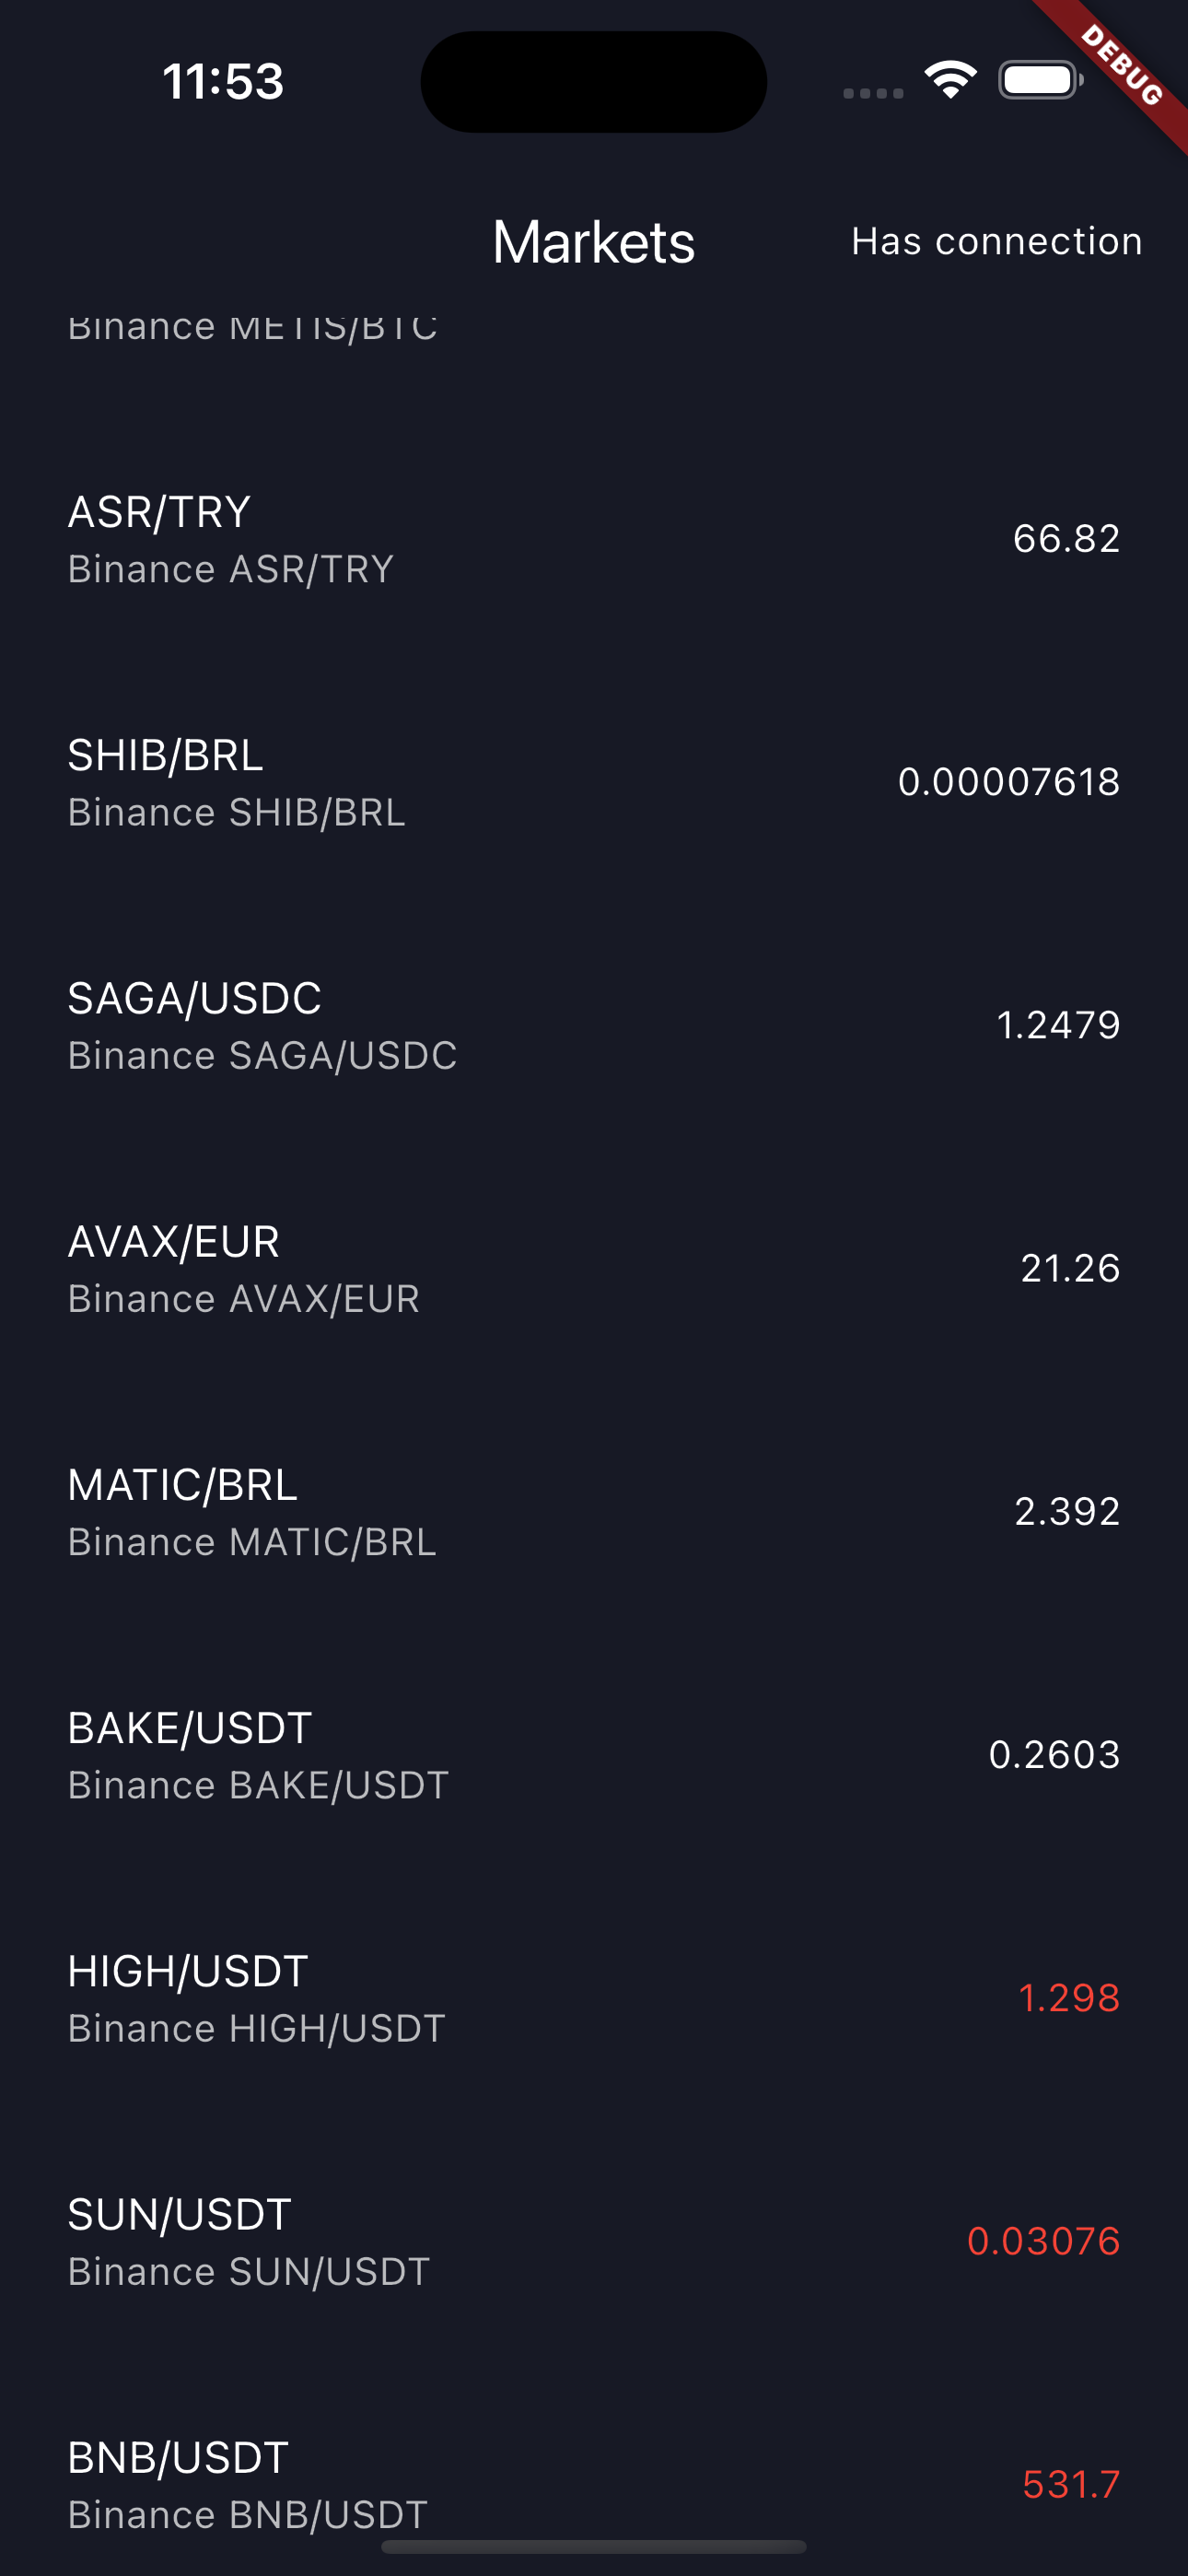 11:53
DEBUG
Markets
Has connection
Binance METIS/BTC
ASR/TRY
66.82
Binance ASR/TRY
SHIB/BRL
0.00007618
Binance SHIB/BRL
SAGA/USDC
1.2479
Binance SAGA/USDC
AVAX/EUR
21.26
Binance AVAX/EUR
MATIC/BRL
2.392
Binance MATIC/BRL
BAKE/USDT
0.2603
Binance BAKE/USDT
HIGH/USDT
1.298
Binance HIGH/USDT
SUN/USDT
0.03076
Binance SUN/USDT
BNB/USDT
531.7
Binance BNB/USDT